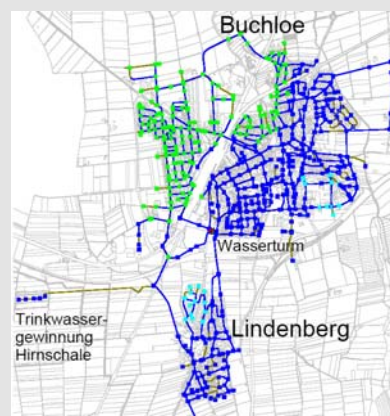 Buchloe
Wasserturm
Trinkwasser-
gewinnung
Hirnschale
Lindenberg